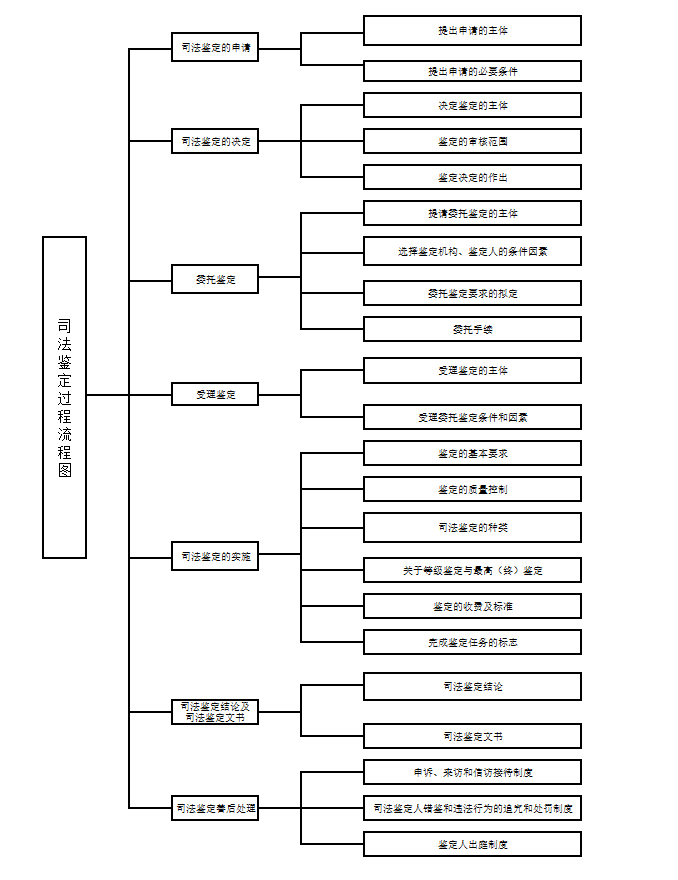 司法鉴定过程流程图
司法鉴定的申请
提出申请的主体
提出申请的必要条件
司法鉴定的决定
决定鉴定的主体
鉴定的审核范围
鉴定决定的作出
委托鉴定
提请委托鉴定的主体
选择鉴定机构、鉴定人的条件因素
委托鉴定要求的拟定
委托手续
受理鉴定
受理鉴定的主体
受理委托鉴定条件和因素
司法鉴定的实施
鉴定的基本要求
鉴定的质量控制
司法鉴定的种类
关于等级鉴定与最高（终）鉴定
鉴定的收费及标准
完成鉴定任务的标志
司法鉴定结论及
司法鉴定文书
司法鉴定结论
司法鉴定文书
司法鉴定善后处理
申诉、来访和信访接待制度
司法鉴定人错鉴和违法行为的追究和处罚制度
鉴定人出庭制度